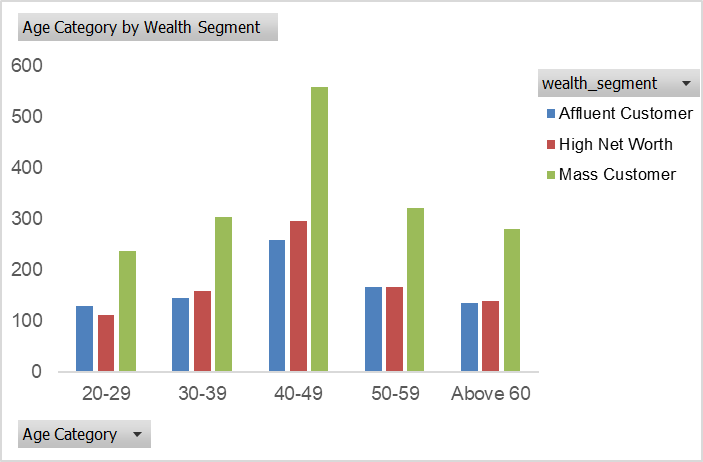 Age Category by Wealth Segment
600
500
400
300
200
100
0
20-29 30-39 40-49 50-59 Above 60
wealth_segment
Affluent Customer
High Net Worth
Mass Customer
Age Category